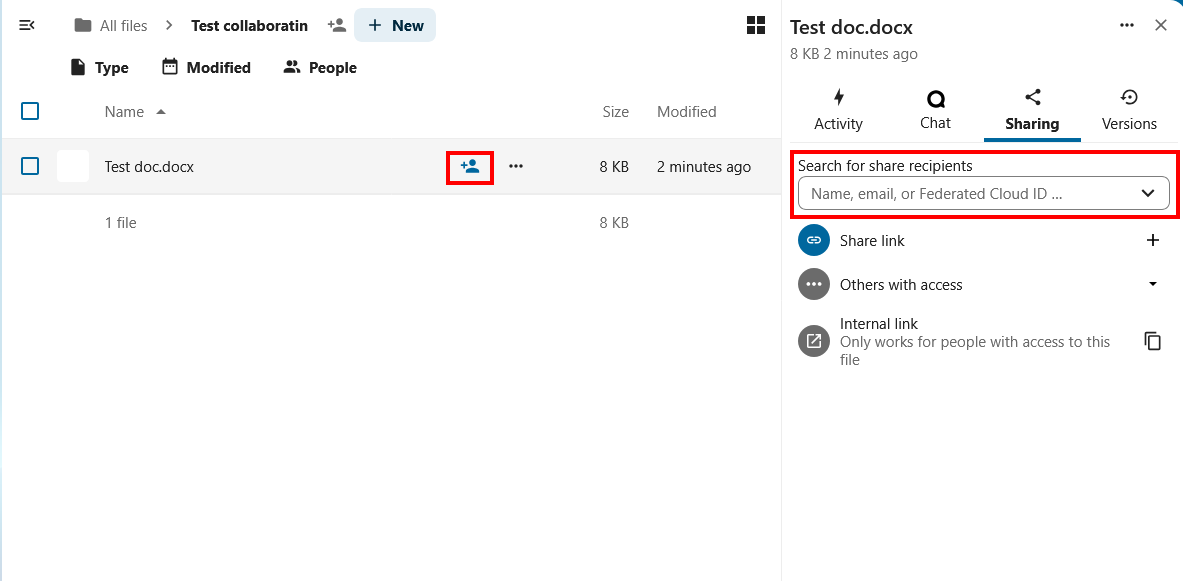 All files
Test collaboratin
New
Type
Modified
People
Name
Size
Modified
Test doc.docx
8 KB
2 minutes ago
1 file
8 KB
Test doc.docx
8 KB 2 minutes ago
Activity
Chat
Sharing
Versions
Search for share recipients
Name, email, or Federated Cloud ID ...
Share link
Others with access
Internal link
Only works for people with access to this
file